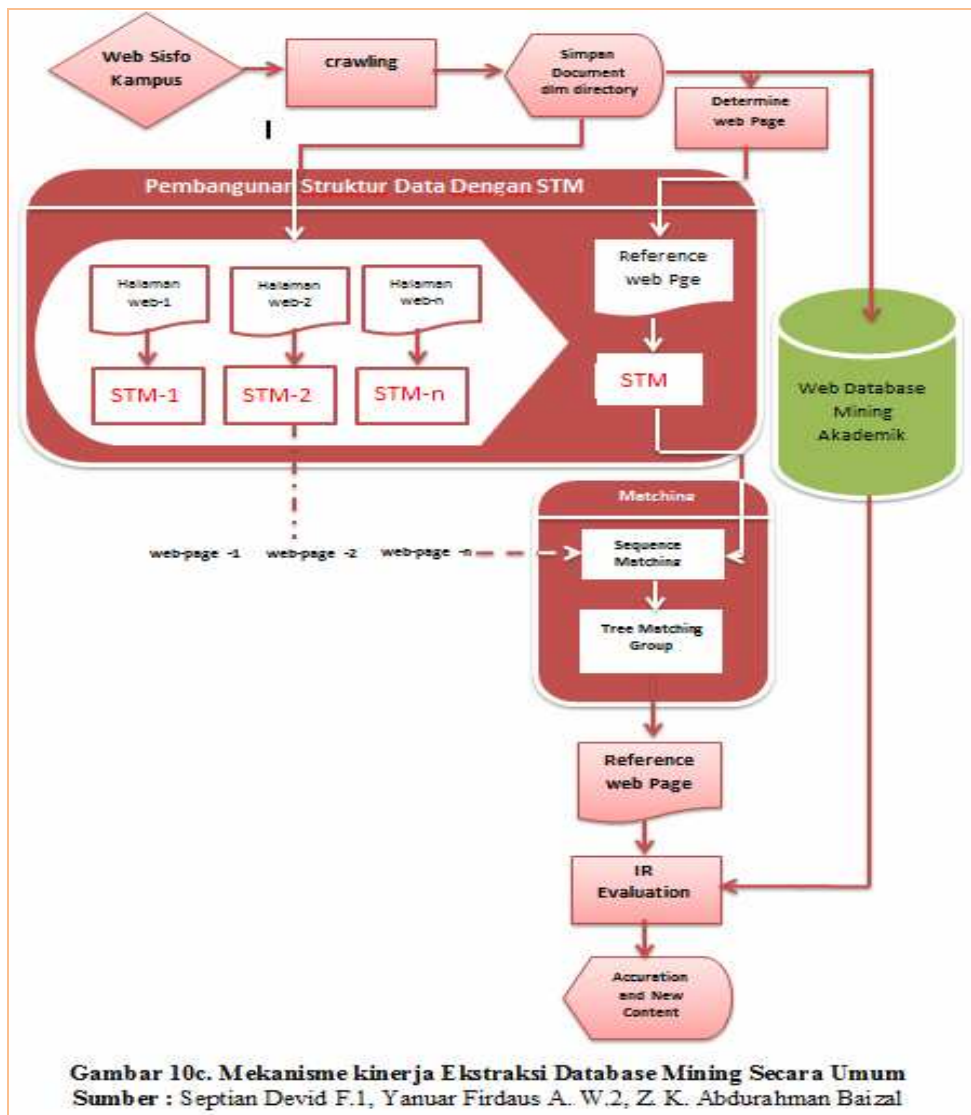 Web Sisfo
Kampus
crawling
Simpan
Document
dlm directory
Determine
web Page
Pembangunan Struktur Data Dengan STM
Halaman
web-1
Halaman
web-2
Halaman
web-n
Reference
web Pge
STM-1
STM-2
STM-n
STM
Web Database
Mining
Akademik
Matching
web-page -1
web-page -2
web-page -n
Sequence
Matching
Tree Matching
Group
Reference
web Page
IR
Evaluation
Accuration
and New
Content
Gambar 10c. Mekanisme kinerja Ekstraksi Database Mining Secara Umum
Sumber : Septian Devid F.1, Yanuar Firdaus A. W.2, Z. K. Abdurahman Baizal